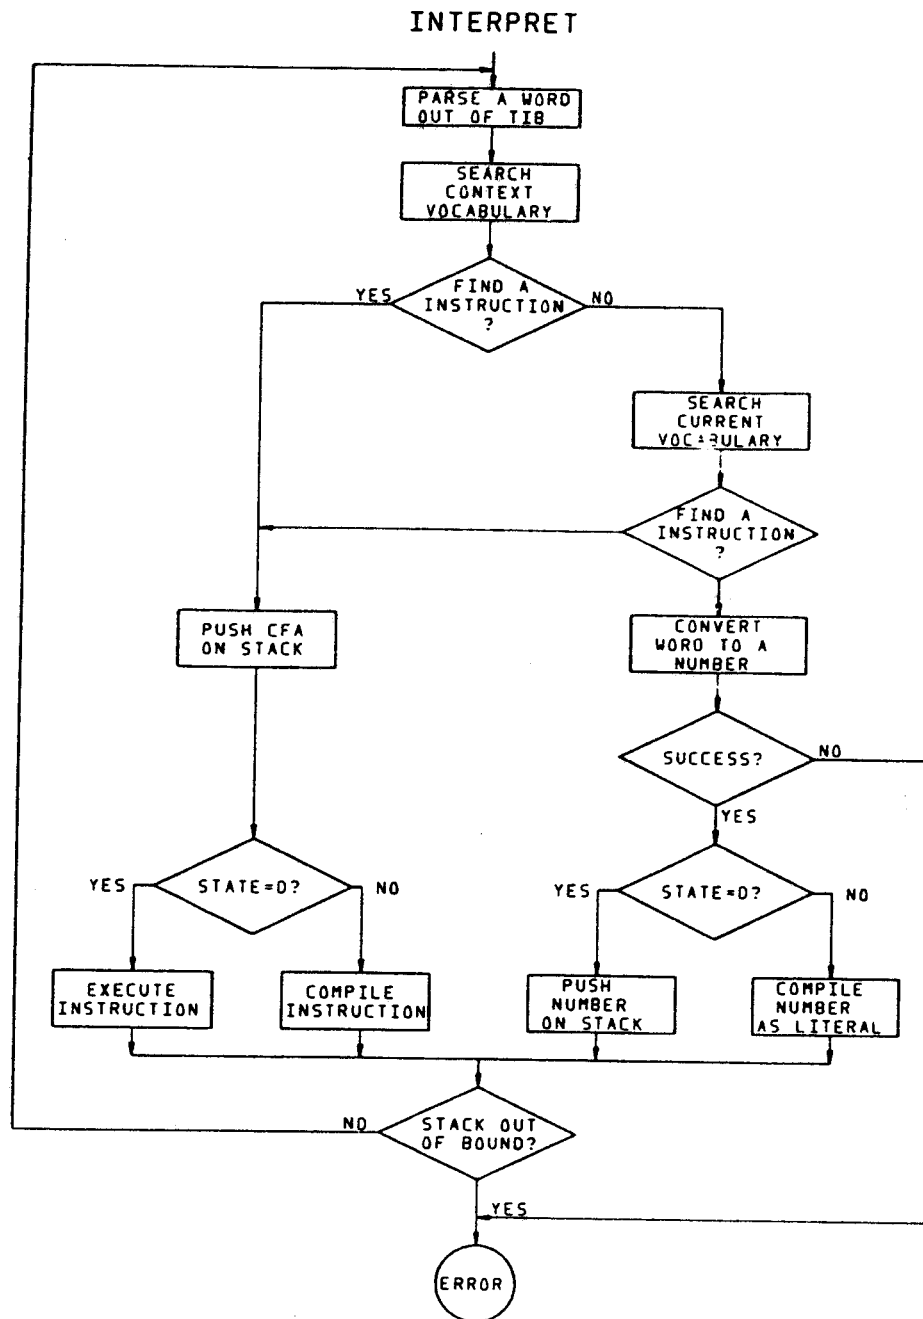 INTERPRET
PARSE A WORD
OUT OF TIB
SEARCH
CONTEXT
VOCABULARY
FIND A
INSTRUCTION
?
YES
NO
SEARCH
CURRENT
VOCABULARY
FIND A
INSTRUCTION
?
PUSH CFA
ON STACK
CONVERT
WORD TO A
NUMBER
SUCCESS?
NO
YES
STATE=0?
YES
NO
STATE=0?
YES
NO
EXECUTE
INSTRUCTION
COMPILE
INSTRUCTION
PUSH
NUMBER
ON STACK
COMPILE
NUMBER
AS LITERAL
STACK OUT
OF BOUND?
NO
YES
ERROR